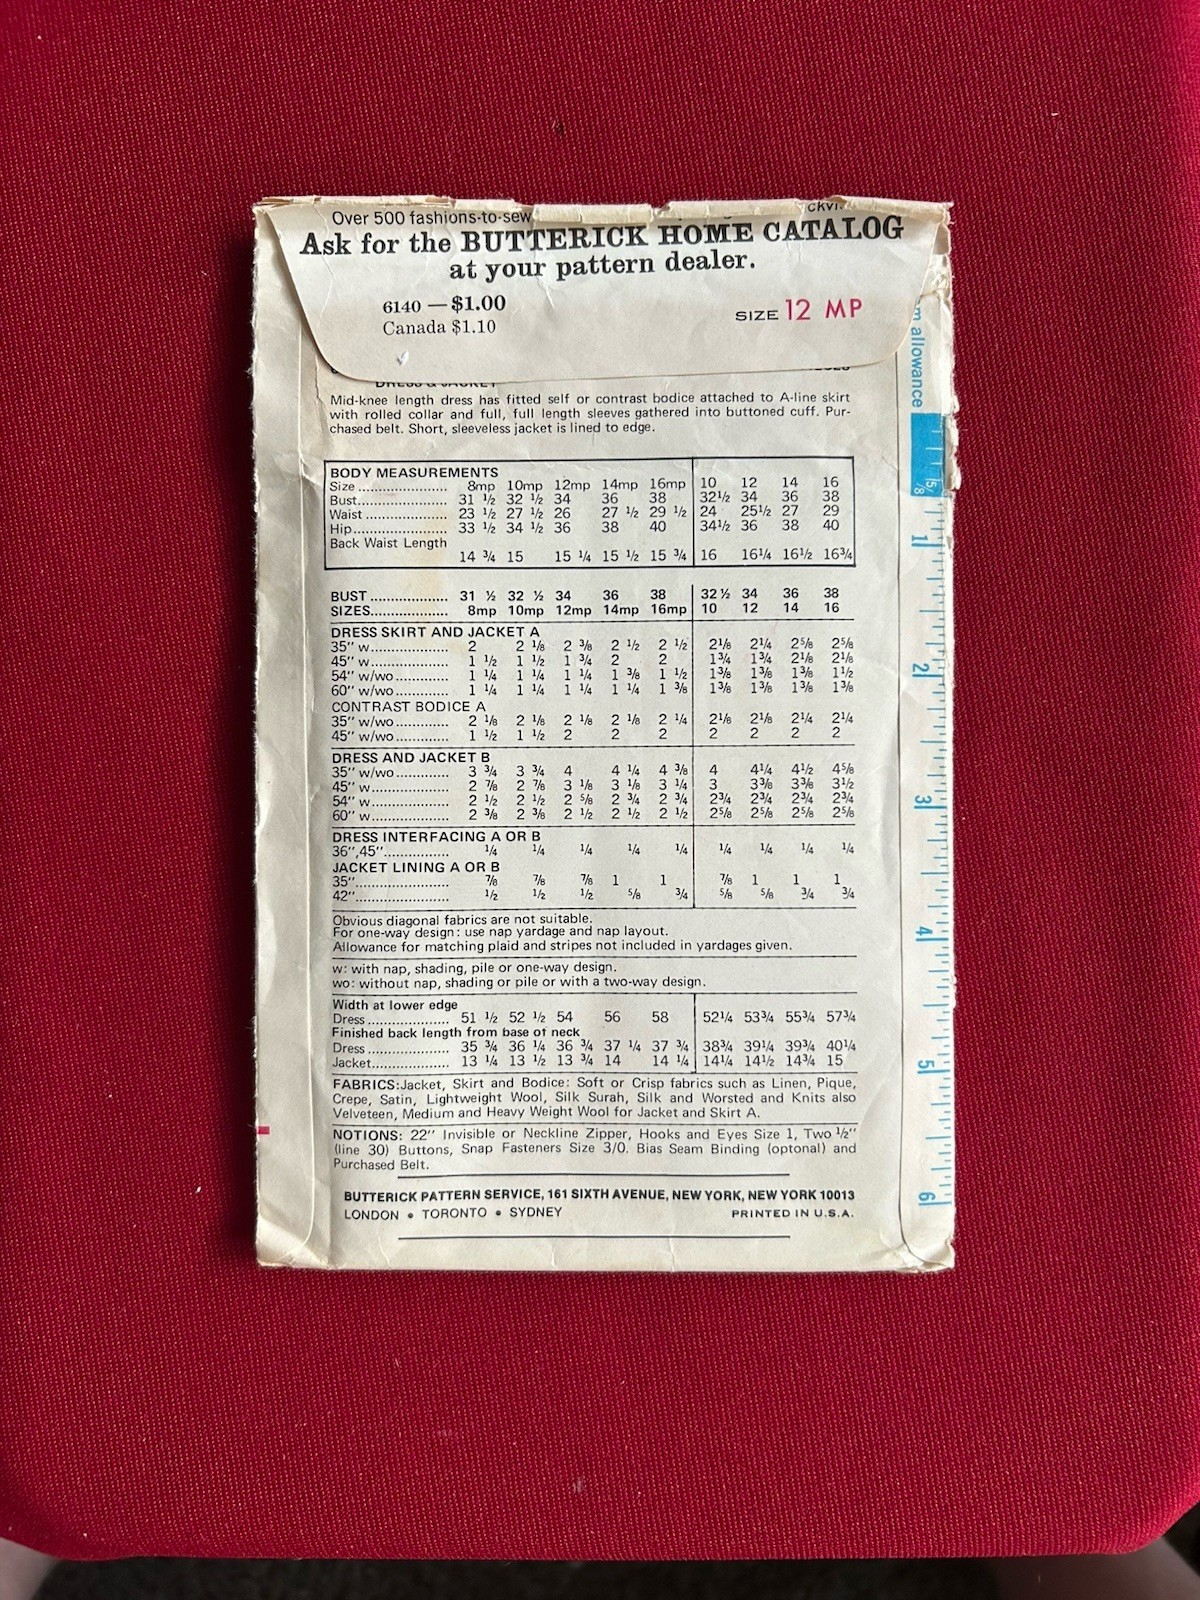 Over 500 fashions-to-sew
Ask for the BUTTERICK HOME CATALOG
at your pattern dealer.
6140 — $1.00
Canada $1.10
SIZE 12 MP
allowance
DRESS & JACKET
Mid-knee length dress has fitted self or contrast bodice attached to A-line skirt
with rolled collar and full, full length sleeves gathered into buttoned cuff. Pur-
chased belt. Short, sleeveless jacket is lined to edge.
BODY MEASUREMENTS
Size..................... 8mp 10mp 12mp 14mp 16mp 10 12 14 16
Bust..................... 31 ½ 32 ½ 34 36 38 32½ 34 36 38
Waist.................... 23 ½ 27 ½ 26 27 ½ 29 ½ 24 25½ 27 29
Hip...................... 33 ½ 34 ½ 36 38 40 34½ 36 38 40
Back Waist Length
14 ¾ 15 15 ¼ 15 ½ 15 ¾ 16 16¼ 16½ 16¾
BUST ................... 31 ½ 32 ½ 34 36 38 32 ½ 34 36 38
SIZES................... 8mp 10mp 12mp 14mp 16mp 10 12 14 16
DRESS SKIRT AND JACKET A
35" w................... 2 2 ⅛ 2 ⅜ 2 ½ 2 ½ 2⅛ 2¼ 2⅝ 2⅝
45" w................... 1 ½ 1 ½ 1 ¾ 2 2 1¾ 1¾ 2⅛ 2⅛
54" w/wo............. 1 ¼ 1 ¼ 1 ¼ 1 ⅜ 1 ½ 1⅜ 1⅜ 1⅜ 1½
60" w/wo............. 1 ¼ 1 ¼ 1 ¼ 1 ¼ 1 ⅜ 1⅜ 1⅜ 1⅜ 1⅜
CONTRAST BODICE A
35" w/wo............. 2 ⅛ 2 ⅛ 2 ⅛ 2 ⅛ 2 ¼ 2⅛ 2⅛ 2¼ 2¼
45" w/wo............. 1 ½ 1 ½ 2 2 2 2 2 2 2
DRESS AND JACKET B
35" w/wo............. 3 ¾ 3 ¾ 4 4 ¼ 4 ⅜ 4 4¼ 4½ 4⅝
45" w................... 2 ⅞ 2 ⅞ 3 ⅛ 3 ⅛ 3 ¼ 3 3⅜ 3⅜ 3½
54" w................... 2 ½ 2 ½ 2 ⅝ 2 ¾ 2 ¾ 2¾ 2¾ 2¾ 2¾
60" w................... 2 ⅜ 2 ⅜ 2 ½ 2 ½ 2 ½ 2⅝ 2⅝ 2⅝ 2⅝
DRESS INTERFACING A OR B
36",45"................ ¼ ¼ ¼ ¼ ¼ ¼ ¼ ¼ ¼
JACKET LINING A OR B
35"....................... ⅞ ⅞ ⅞ 1 1 ⅞ 1 1 1
42"....................... ½ ½ ½ ⅝ ¾ ⅝ ⅝ ¾ ¾
Obvious diagonal fabrics are not suitable.
For one-way design: use nap yardage and nap layout.
Allowance for matching plaid and stripes not included in yardages given.
w: with nap, shading, pile or one-way design.
wo: without nap, shading or pile or with a two-way design.
Width at lower edge
Dress.................... 51 ½ 52 ½ 54 56 58 52¼ 53¾ 55¾ 57¾
Finished back length from base of neck
Dress.................... 35 ¾ 36 ¼ 36 ¾ 37 ¼ 37 ¾ 38¾ 39¼ 39¾ 40¼
Jacket................... 13 ¼ 13 ½ 13 ¾ 14 14 ¼ 14¼ 14½ 14¾ 15
FABRICS:Jacket, Skirt and Bodice: Soft or Crisp fabrics such as Linen, Pique,
Crepe, Satin, Lightweight Wool, Silk Surah, Silk and Worsted and Knits also
Velveteen, Medium and Heavy Weight Wool for Jacket and Skirt A.
NOTIONS: 22" Invisible or Neckline Zipper, Hooks and Eyes Size 1, Two ½"
(line 30) Buttons, Snap Fasteners Size 3/0. Bias Seam Binding (optonal) and
Purchased Belt.
BUTTERICK PATTERN SERVICE, 161 SIXTH AVENUE, NEW YORK, NEW YORK 10013
LONDON • TORONTO • SYDNEY
PRINTED IN U.S.A.
5/8
1
2
3
4
5
6